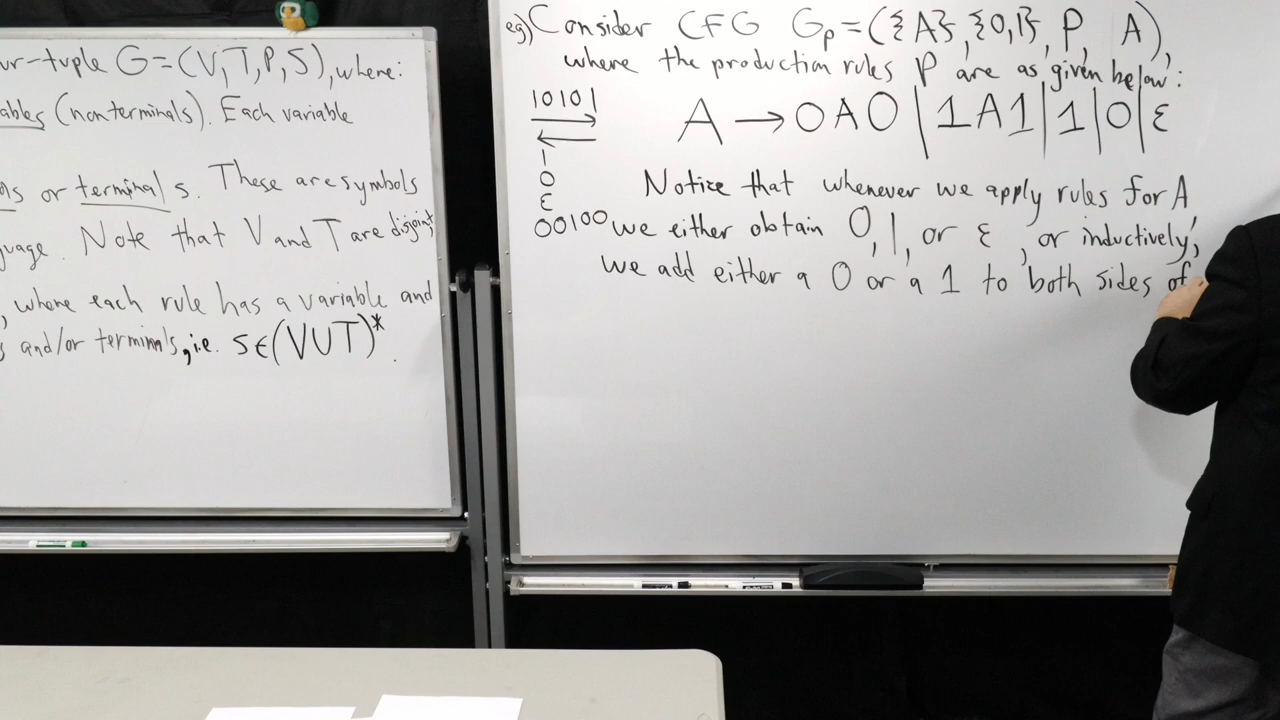 ur-tuple G=(V,T,P,S), where:
ables (nonterminals). Each variable
ls or terminals. These are symbols
uage. Note that V and T are disjoint
, where each rule has a variable and
s and/or terminals, i.e. S∈(VUT)*.
eg) Consider CFG Gp=({A},{0,1}, P, A),
where the production rules P are as given below:
A→0A0|1A1|1|0|ε
10101
1
0
ε
00100
Notice that whenever we apply rules for A,
we either obtain 0, 1, or ε, or inductively,
we add either a 0 or a 1 to both sides of